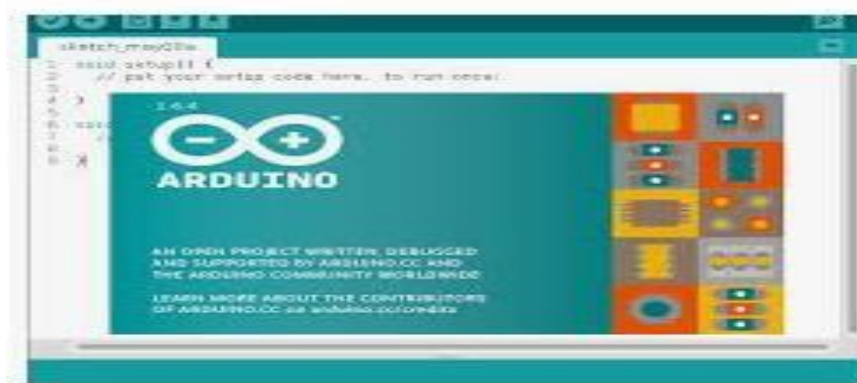 sketch_may20a
1 void setup() {
2 // put your setup code here, to run once:
3
4 }
5
6 void
7 //
8
9 }
1.6.4
ARDUINO
AN OPEN PROJECT WRITTEN, DEBUGGED
AND SUPPORTED BY ARDUINO.CC AND
THE ARDUINO COMMUNITY WORLDWIDE
LEARN MORE ABOUT THE CONTRIBUTORS
OF ARDUINO.CC on arduino.cc/credits